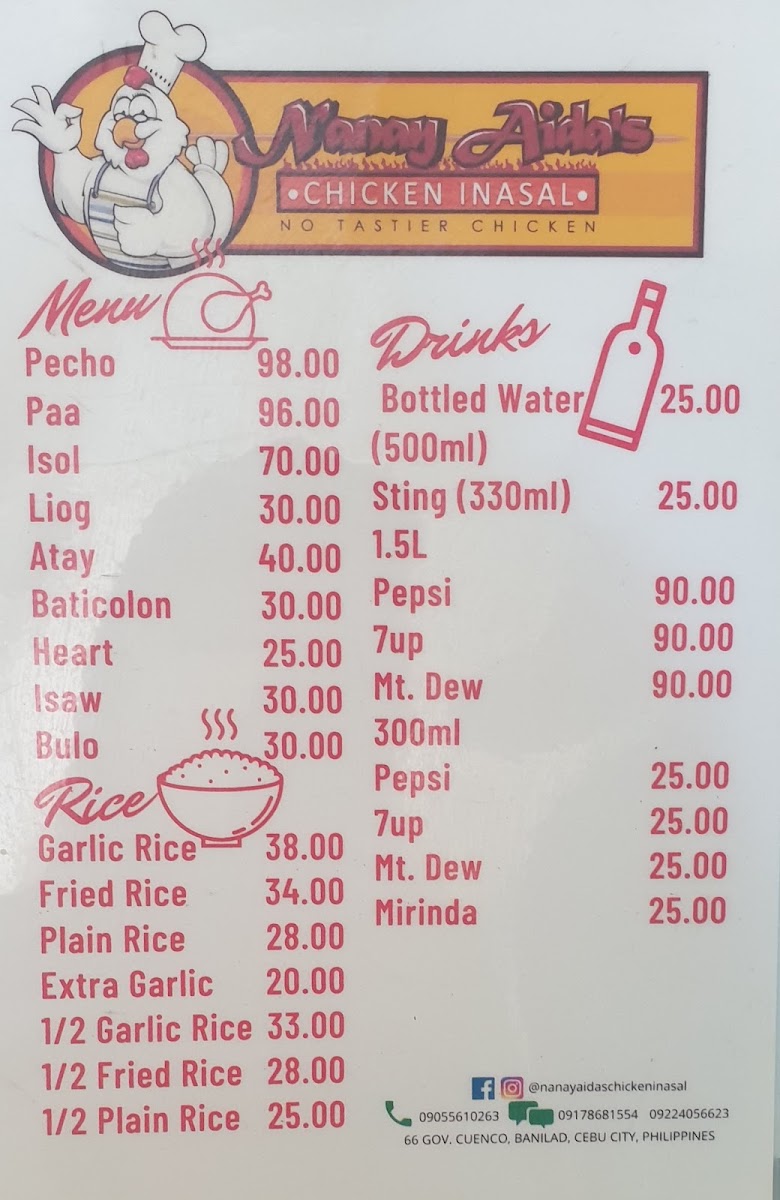 Nanay Aida's
•CHICKEN INASAL•
NO TASTIER CHICKEN
Menu
Pecho 98.00
Paa 96.00
Isol 70.00
Liog 30.00
Atay 40.00
Baticolon 30.00
Heart 25.00
Isaw 30.00
Bulo 30.00
Rice
Garlic Rice 38.00
Fried Rice 34.00
Plain Rice 28.00
Extra Garlic 20.00
1/2 Garlic Rice 33.00
1/2 Fried Rice 28.00
1/2 Plain Rice 25.00
Drinks
Bottled Water 25.00
(500ml)
Sting (330ml) 25.00
1.5L
Pepsi 90.00
7up 90.00
Mt. Dew 90.00
300ml
Pepsi 25.00
7up 25.00
Mt. Dew 25.00
Mirinda 25.00
@nanayaidaschickeninasal
09055610263 09178681554 09224056623
66 GOV. CUENCO, BANILAD, CEBU CITY, PHILIPPINES